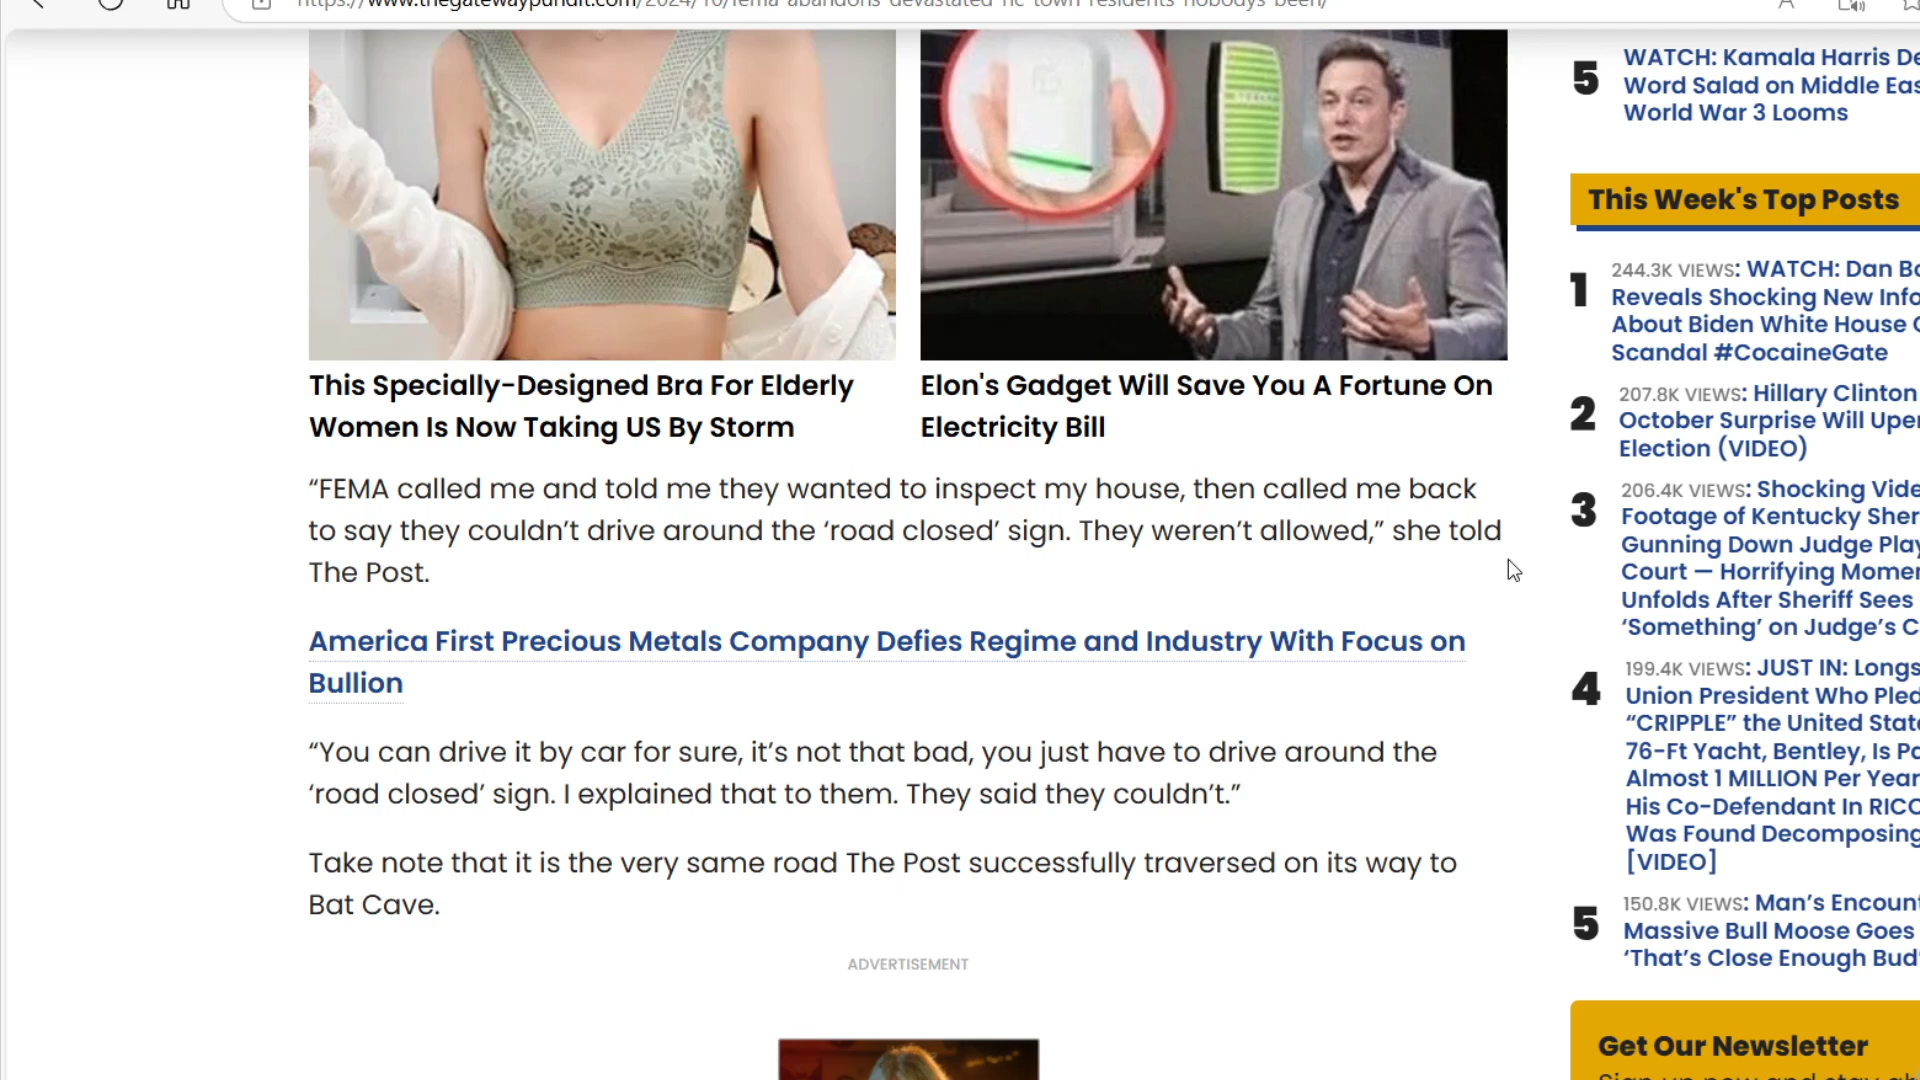 https://www.thegatewaypundit.com/2024/10/fema-abandons-devastated-nc-town-residents-nobodys-been/
WATCH: Kamala Harris De
5 Word Salad on Middle Eas
World War 3 Looms
This Week's Top Posts
This Specially-Designed Bra For Elderly
Women Is Now Taking US By Storm
Elon's Gadget Will Save You A Fortune On
Electricity Bill
“FEMA called me and told me they wanted to inspect my house, then called me back
to say they couldn’t drive around the ‘road closed’ sign. They weren’t allowed,” she told
The Post.
America First Precious Metals Company Defies Regime and Industry With Focus on
Bullion
“You can drive it by car for sure, it’s not that bad, you just have to drive around the
‘road closed’ sign. I explained that to them. They said they couldn’t.”
Take note that it is the very same road The Post successfully traversed on its way to
Bat Cave.
ADVERTISEMENT
244.3K VIEWS: WATCH: Dan Bo
1 Reveals Shocking New Info
About Biden White House C
Scandal #CocaineGate
207.8K VIEWS: Hillary Clinton
2 October Surprise Will Uper
Election (VIDEO)
206.4K VIEWS: Shocking Vide
3 Footage of Kentucky Sher
Gunning Down Judge Play
Court — Horrifying Momen
Unfolds After Sheriff Sees
‘Something’ on Judge’s C
199.4K VIEWS: JUST IN: Longs
4 Union President Who Pled
“CRIPPLE” the United State
76-Ft Yacht, Bentley, Is Pa
Almost 1 MILLION Per Year
His Co-Defendant In RICO
Was Found Decomposing
[VIDEO]
150.8K VIEWS: Man’s Encount
5 Massive Bull Moose Goes
‘That’s Close Enough Bud’
Get Our Newsletter